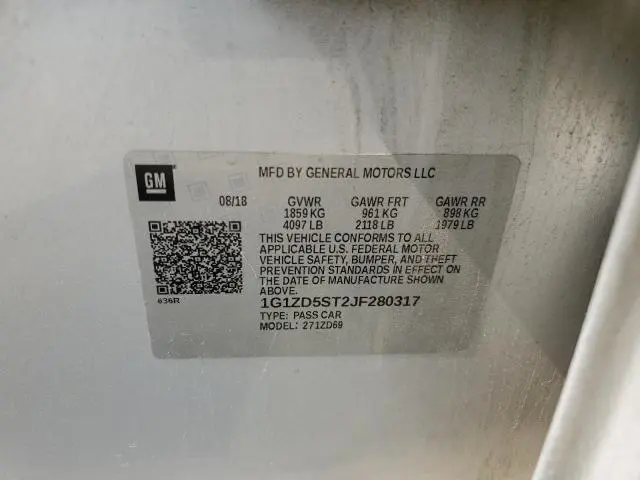 GM
MFD BY GENERAL MOTORS LLC
08/18 GVWR GAWR FRT GAWR RR
1859 KG 961 KG 898 KG
4097 LB 2118 LB 1979 LB
THIS VEHICLE CONFORMS TO ALL
APPLICABLE U.S. FEDERAL MOTOR
VEHICLE SAFETY, BUMPER, AND THEFT
PREVENTION STANDARDS IN EFFECT ON
THE DATE OF MANUFACTURE SHOWN
ABOVE.
636R
1G1ZD5ST2JF280317
TYPE: PASS CAR
MODEL: 271ZD69